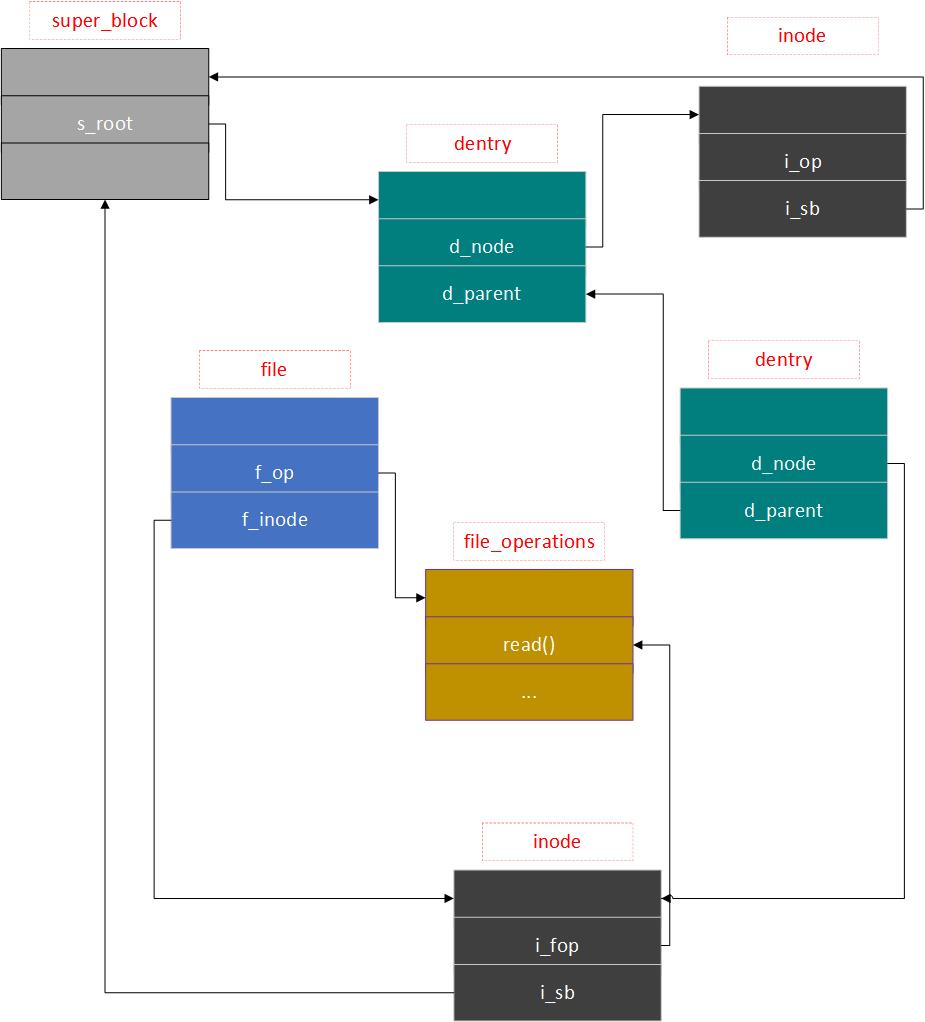 super_block
s_root
inode
i_op
i_sb
dentry
d_node
d_parent
dentry
d_node
d_parent
file
f_op
f_inode
file_operations
read()
...
inode
i_fop
i_sb